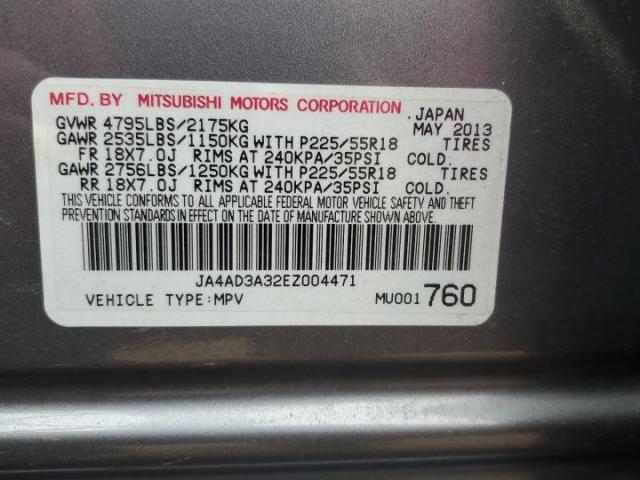 MFD. BY MITSUBISHI MOTORS CORPORATION. JAPAN
GVWR 4795LBS/2175KG MAY 2013
GAWR 2535LBS/1150KG WITH P225/55R18 TIRES
FR 18X7.0J RIMS AT 240KPA/35PSI COLD.
GAWR 2756LBS/1250KG WITH P225/55R18 TIRES
RR 18X7.0J RIMS AT 240KPA/35PSI COLD.
THIS VEHICLE CONFORMS TO ALL APPLICABLE FEDERAL MOTOR VEHICLE SAFETY AND THEFT
PREVENTION STANDARDS IN EFFECT ON THE DATE OF MANUFACTURE SHOWN ABOVE.
JA4AD3A32EZ004471
VEHICLE TYPE:MPV MU001 760